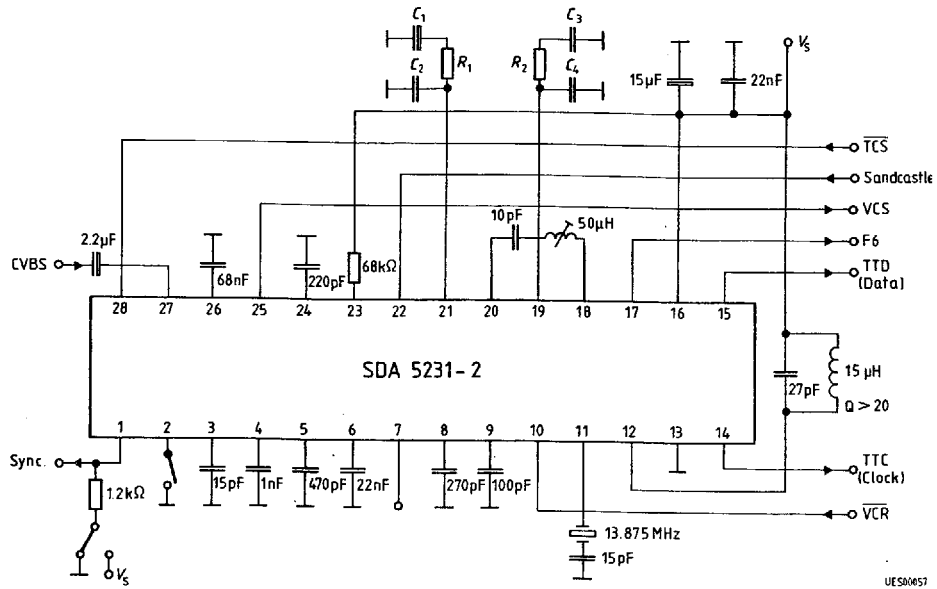 C₁
C₃
Vₛ
R₁
R₂
C₂
C₄
15µF
22nF
TCS
Sandcastle
10pF
50µH
VCS
2.2µF
F6
CVBS
68nF
220pF
68kΩ
TTD
(Data)
28 27 26 25 24 23 22 21 20 19 18 17 16 15
SDA 5231-2
27pF
15µH
Q > 20
1 2 3 4 5 6 7 8 9 10 11 12 13 14
Sync.
15pF
1nF
470pF
22nF
270pF
100pF
TTC
(Clock)
1.2kΩ
VCR
13.875 MHz
15pF
Vₛ
UES00057